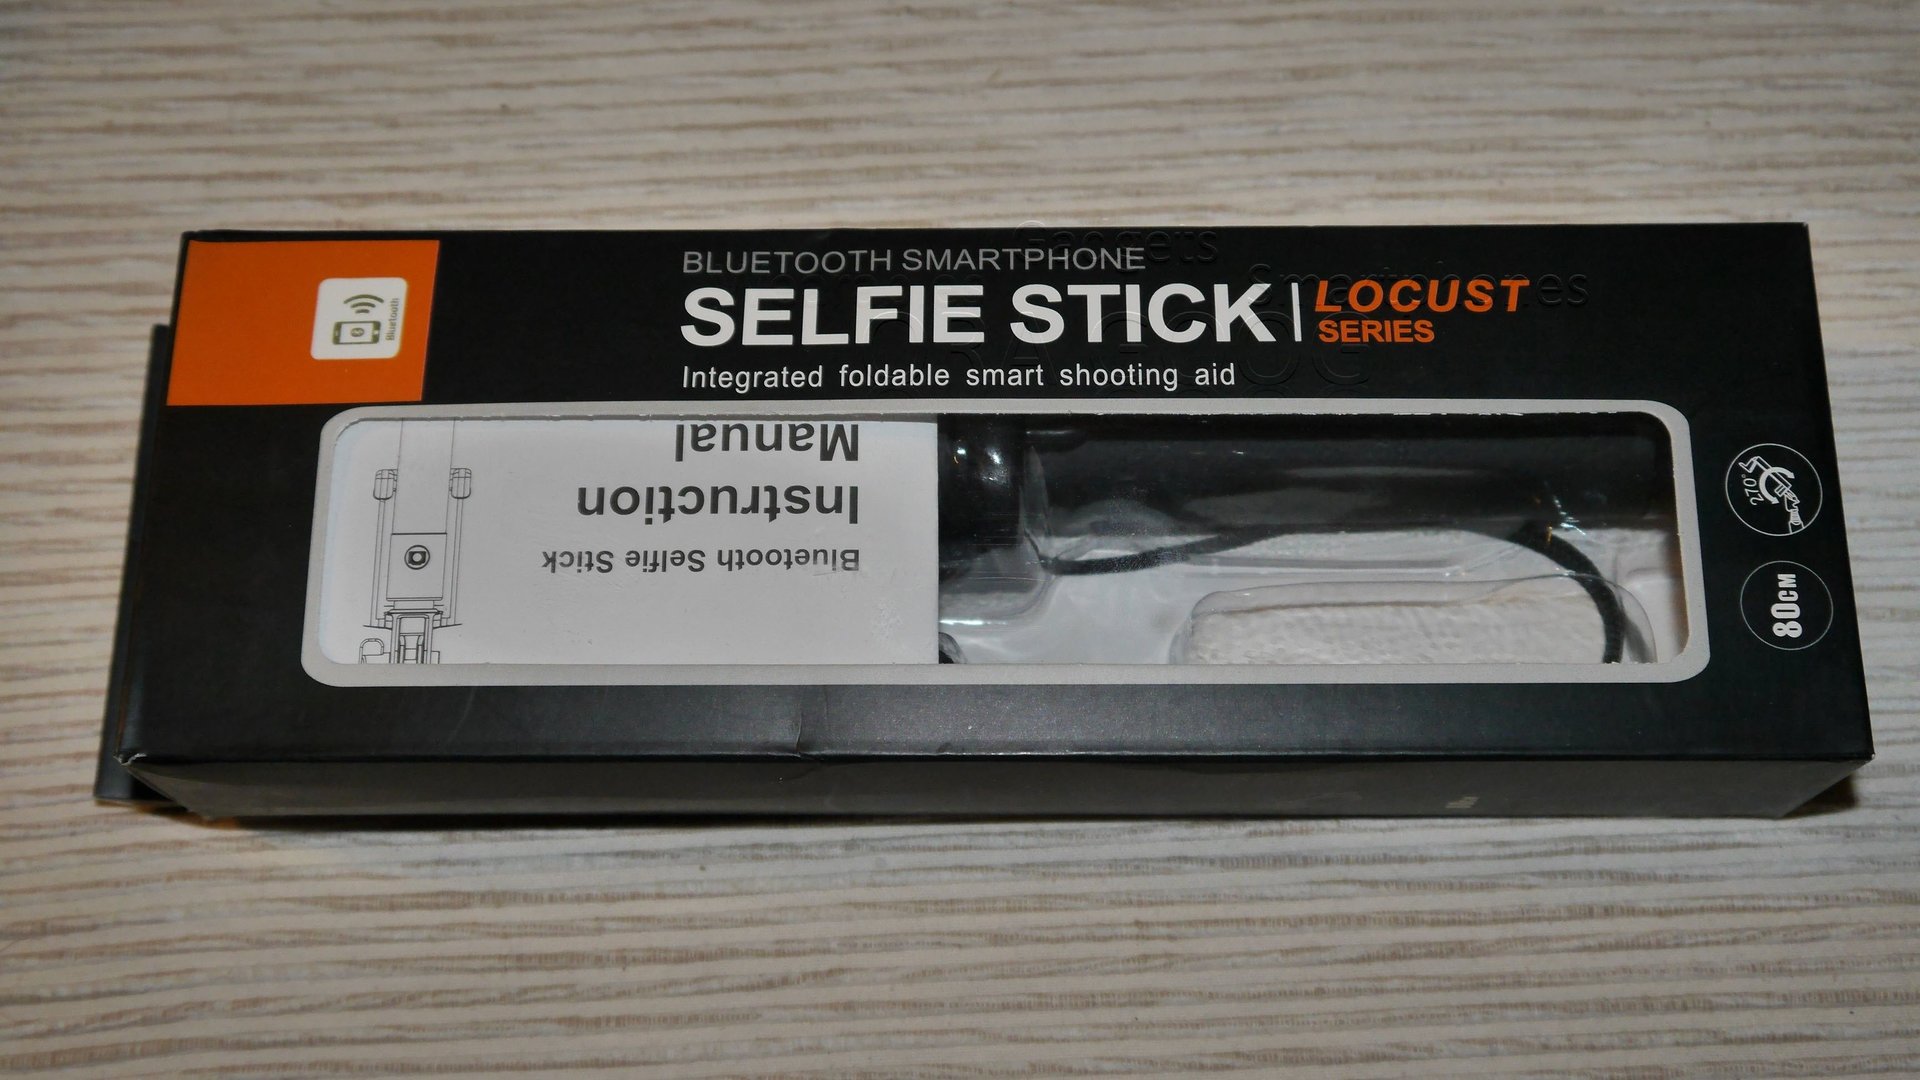 Bluetooth
BLUETOOTH SMARTPHONE
SELFIE STICK
LOCUST
SERIES
Integrated foldable smart shooting aid
Bluetooth Selfie Stick
Instruction
Manual
270°
80CM
Gadgets